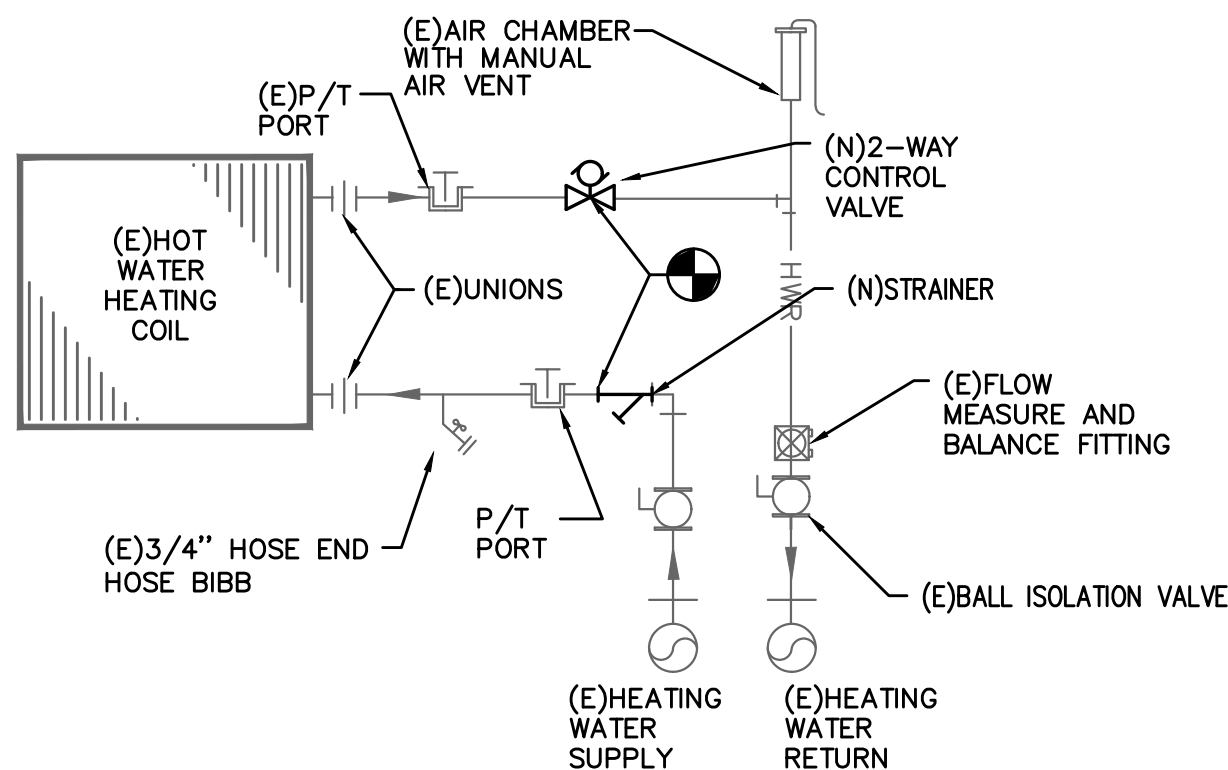 (E)AIR CHAMBER
WITH MANUAL
AIR VENT
(E)P/T
PORT
(N)2-WAY
CONTROL
VALVE
(E)HOT
WATER
HEATING
COIL
(E)UNIONS
HWR
(N)STRAINER
(E)FLOW
MEASURE AND
BALANCE FITTING
P/T
PORT
(E)3/4” HOSE END
HOSE BIBB
(E)BALL ISOLATION VALVE
(E)HEATING
WATER
SUPPLY
(E)HEATING
WATER
RETURN